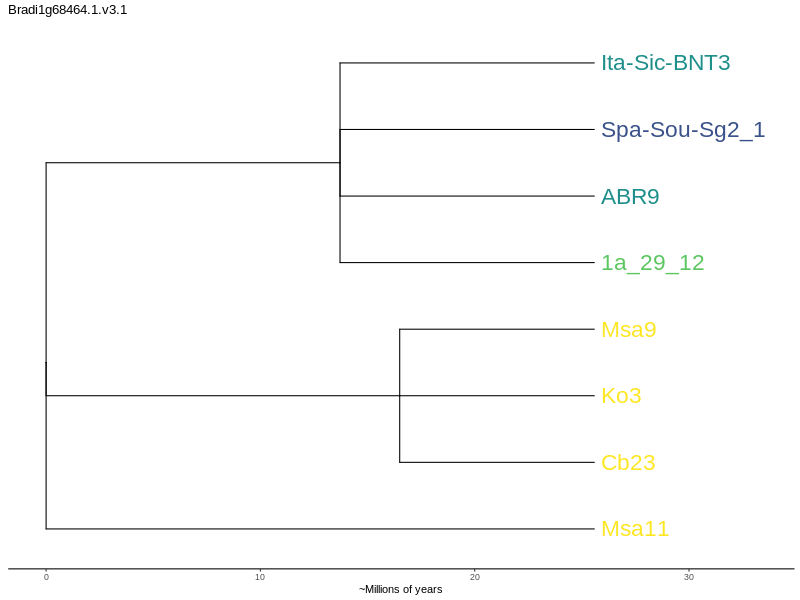 Bradi1g68464.1.v3.1
Ita-Sic-BNT3
Spa-Sou-Sg2_1
ABR9
1a_29_12
Msa9
Ko3
Cb23
Msa11
0 10 20 30
~Millions of years